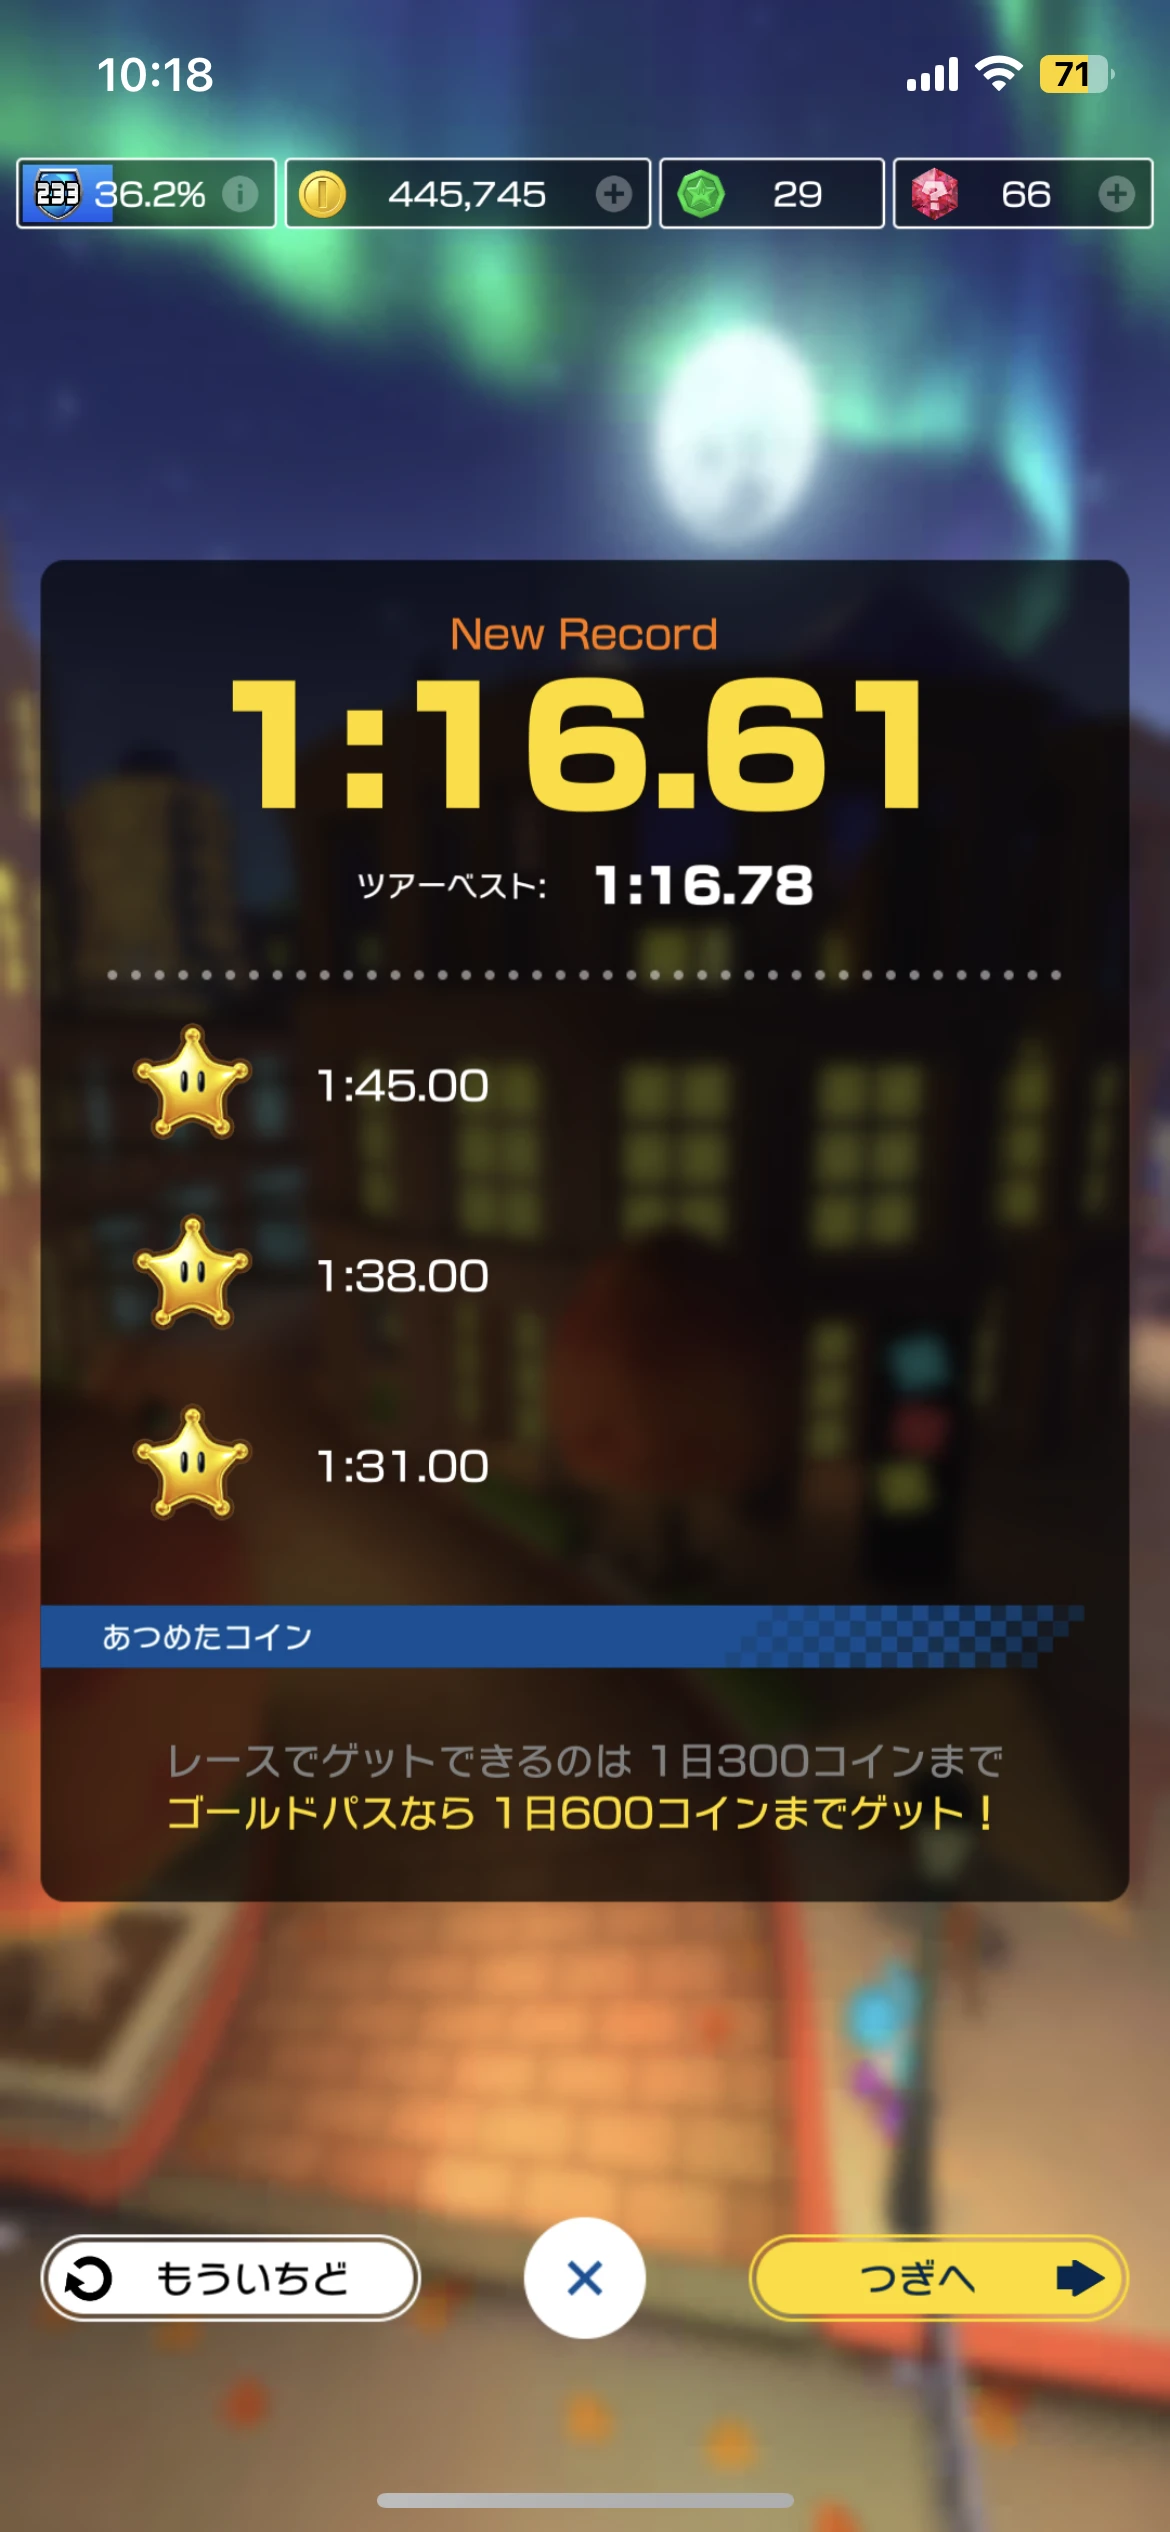 10:18
71
233 36.2% i 445,745 + 29 66 +
New Record
1:16.61
ツアーベスト: 1:16.78
1:45.00
1:38.00
1:31.00
あつめたコイン
レースでゲットできるのは 1日300コインまで
ゴールドパスなら 1日600コインまでゲット！
もういちど
つぎへ